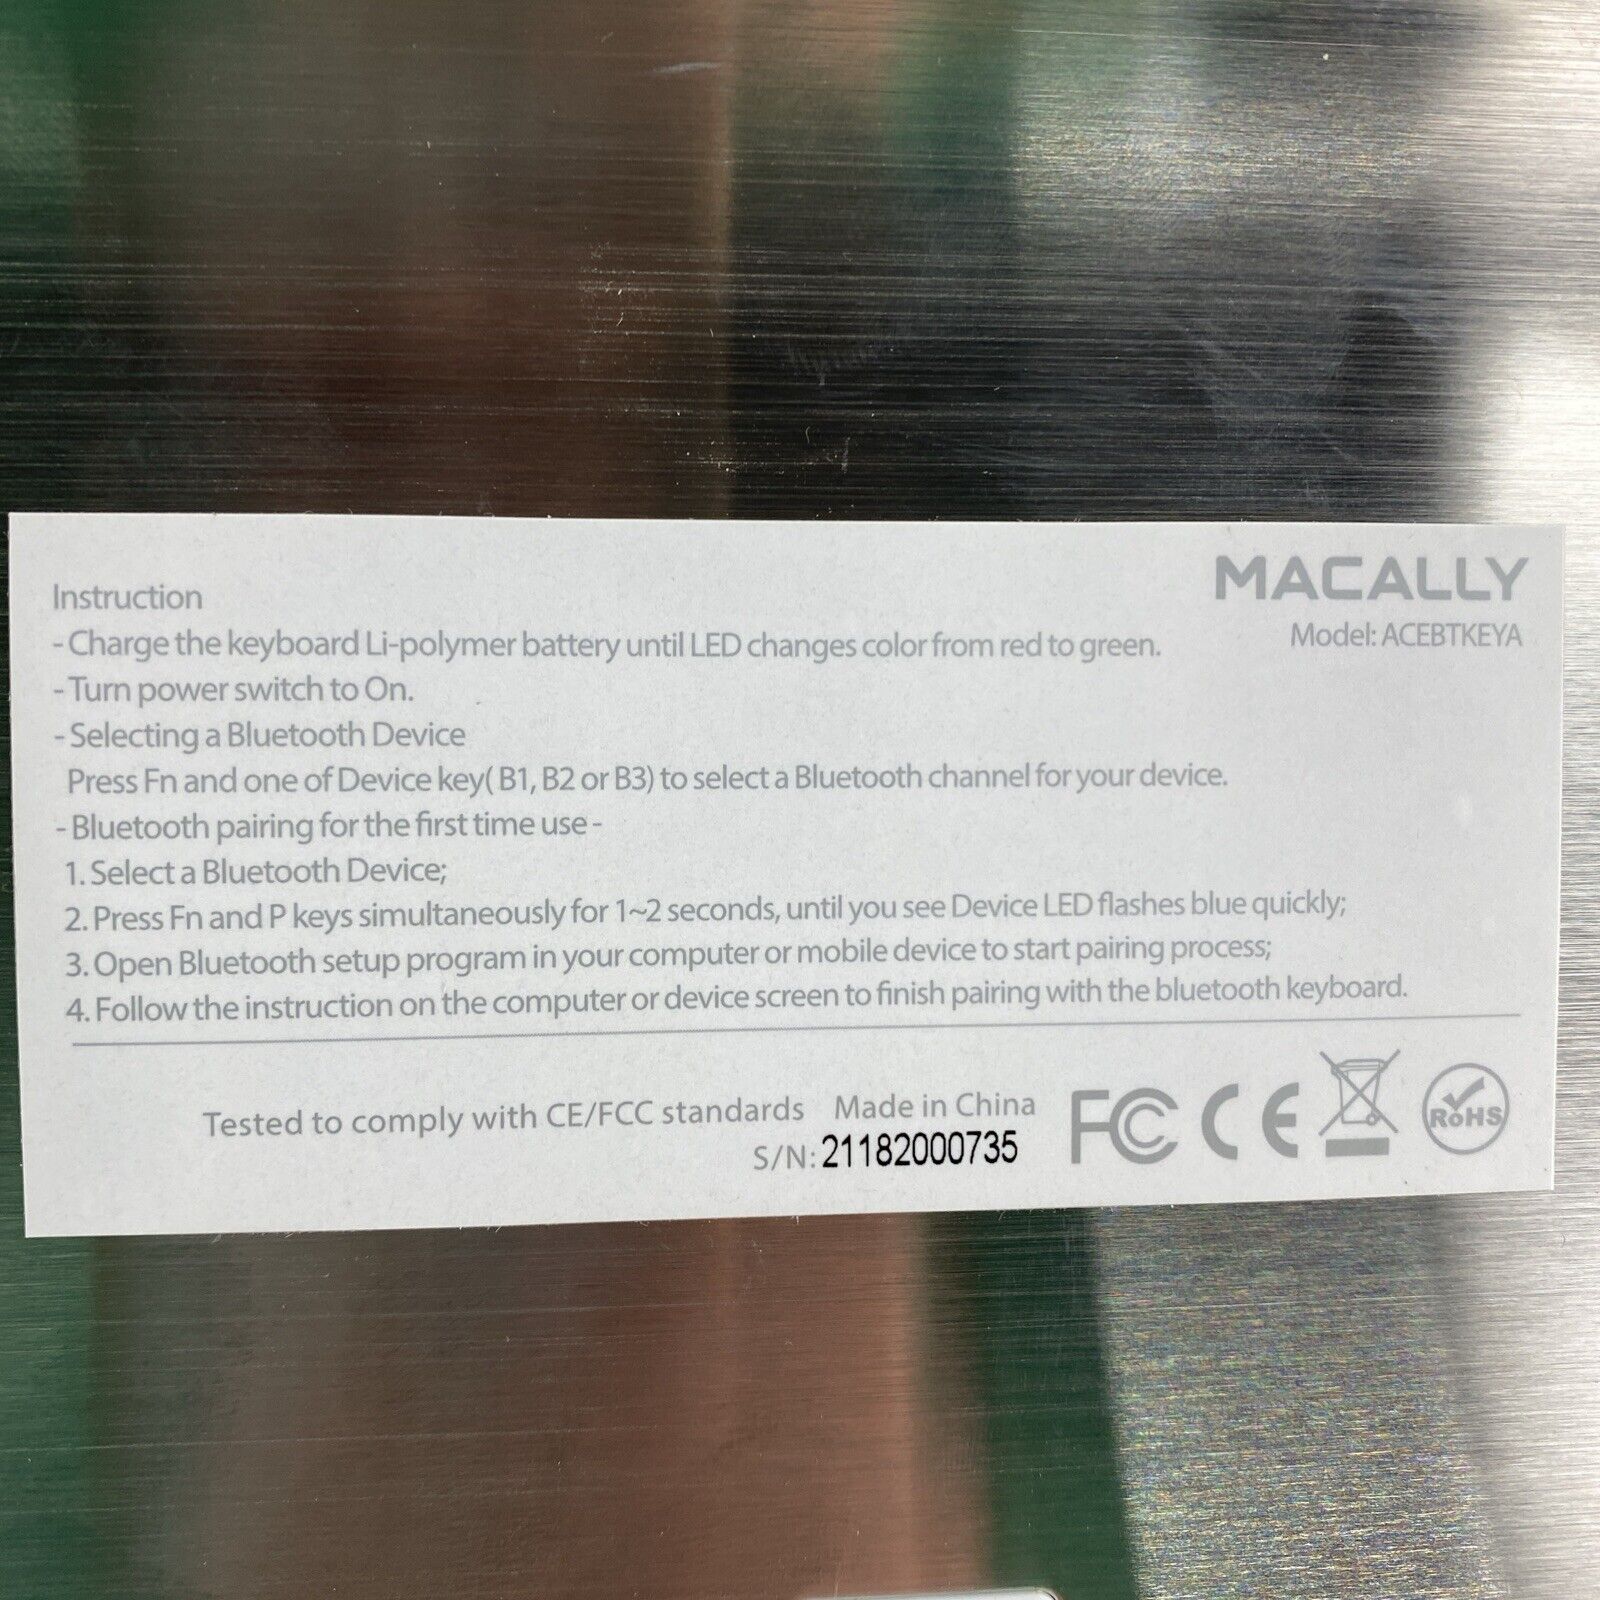 MACALLY
Model: ACEBTKEYA
Instruction
- Charge the keyboard Li-polymer battery until LED changes color from red to green.
- Turn power switch to On.
- Selecting a Bluetooth Device
Press Fn and one of Device key( B1, B2 or B3) to select a Bluetooth channel for your device.
- Bluetooth pairing for the first time use -
1. Select a Bluetooth Device;
2. Press Fn and P keys simultaneously for 1~2 seconds, until you see Device LED flashes blue quickly;
3. Open Bluetooth setup program in your computer or mobile device to start pairing process;
4. Follow the instruction on the computer or device screen to finish pairing with the bluetooth keyboard.
Tested to comply with CE/FCC standards Made in China
S/N: 21182000735
FC CE RoHS